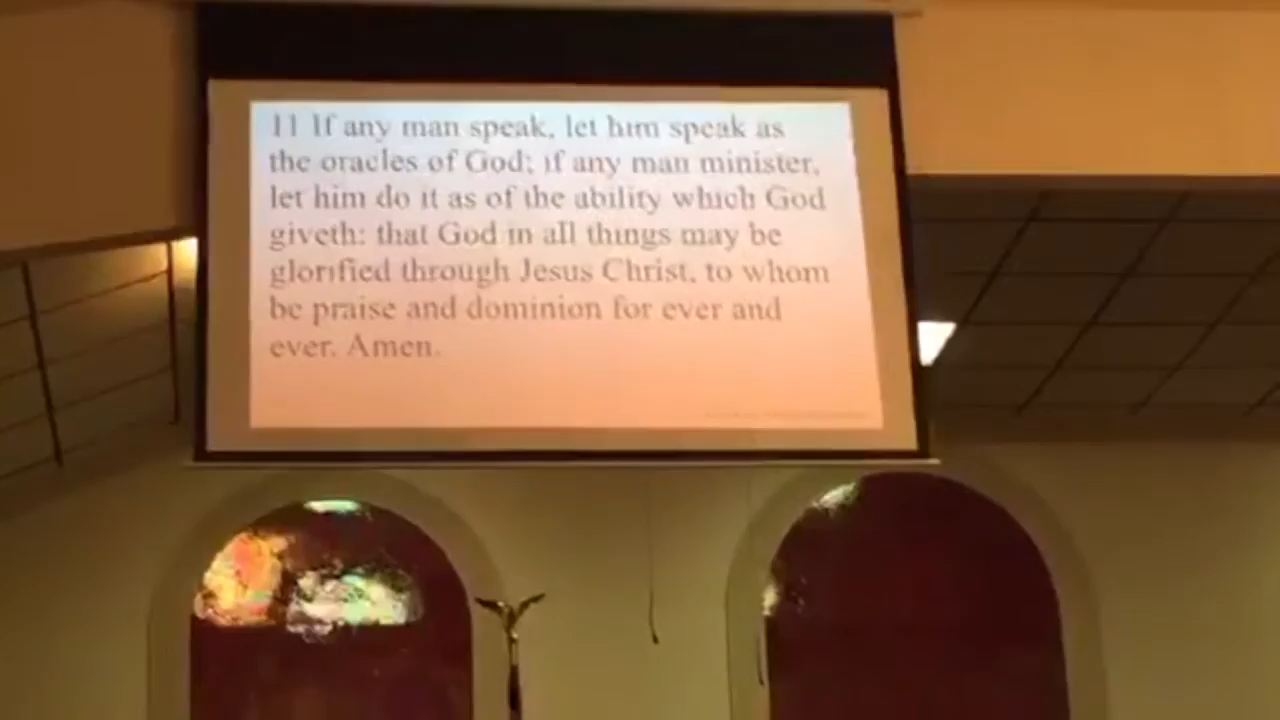 11 If any man speak, let him speak as
the oracles of God; if any man minister,
let him do it as of the ability which God
giveth: that God in all things may be
glorified through Jesus Christ, to whom
be praise and dominion for ever and
ever. Amen.